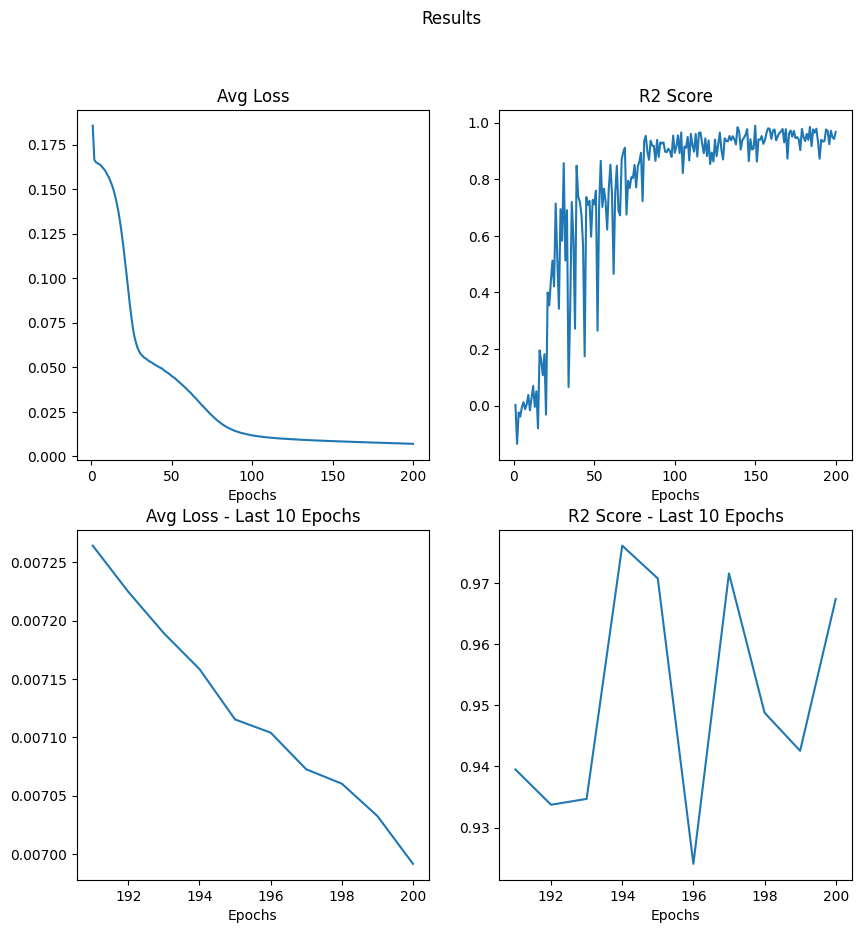 Results
Avg Loss
0.175
0.150
0.125
0.100
0.075
0.050
0.025
0.000
0 50 100 150 200
Epochs
R2 Score
1.0
0.8
0.6
0.4
0.2
0.0
0 50 100 150 200
Epochs
Avg Loss - Last 10 Epochs
0.00725
0.00720
0.00715
0.00710
0.00705
0.00700
192 194 196 198 200
Epochs
R2 Score - Last 10 Epochs
0.97
0.96
0.95
0.94
0.93
192 194 196 198 200
Epochs